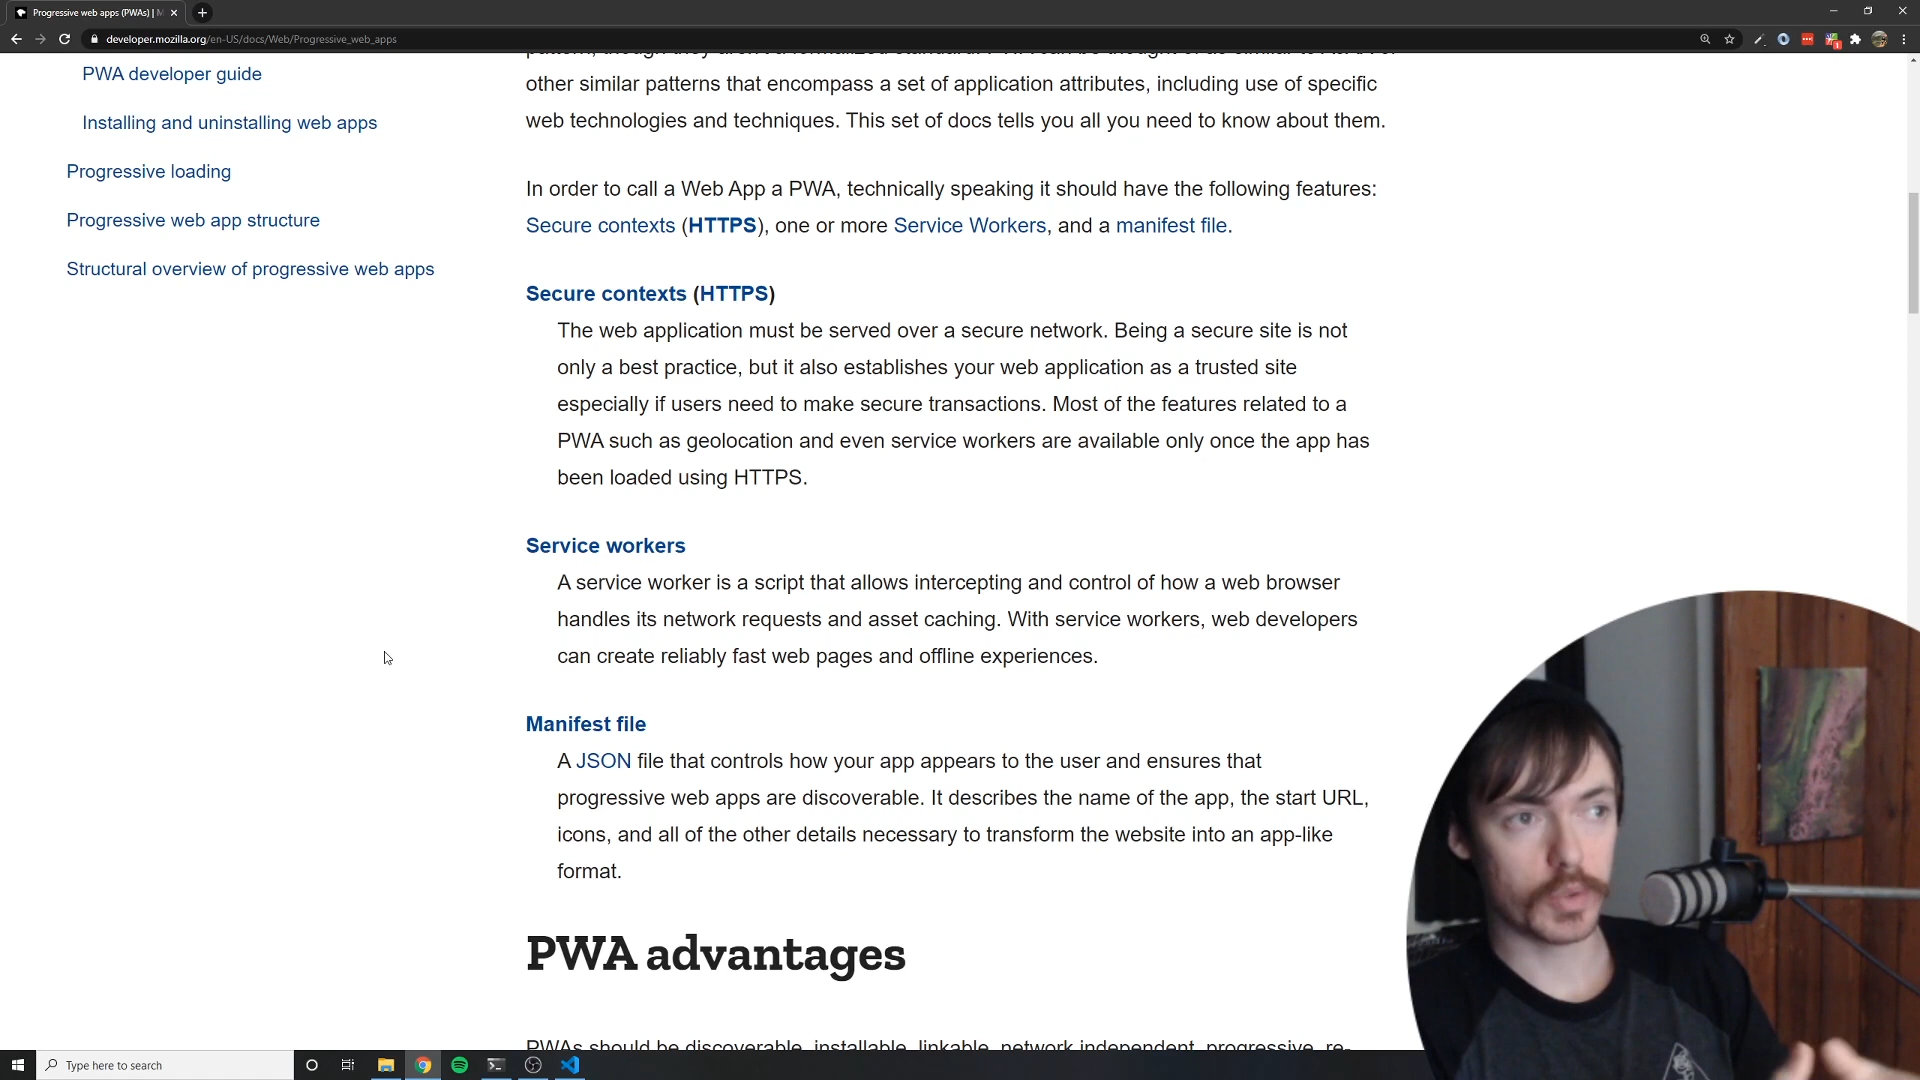 Progressive web apps (PWAs) | M
developer.mozilla.org/en-US/docs/Web/Progressive_web_apps
PWA developer guide
Installing and uninstalling web apps
Progressive loading
Progressive web app structure
Structural overview of progressive web apps
other similar patterns that encompass a set of application attributes, including use of specific
web technologies and techniques. This set of docs tells you all you need to know about them.
In order to call a Web App a PWA, technically speaking it should have the following features:
Secure contexts (HTTPS), one or more Service Workers, and a manifest file.
Secure contexts (HTTPS)
The web application must be served over a secure network. Being a secure site is not
only a best practice, but it also establishes your web application as a trusted site
especially if users need to make secure transactions. Most of the features related to a
PWA such as geolocation and even service workers are available only once the app has
been loaded using HTTPS.
Service workers
A service worker is a script that allows intercepting and control of how a web browser
handles its network requests and asset caching. With service workers, web developers
can create reliably fast web pages and offline experiences.
Manifest file
A JSON file that controls how your app appears to the user and ensures that
progressive web apps are discoverable. It describes the name of the app, the start URL,
icons, and all of the other details necessary to transform the website into an app-like
format.
PWA advantages
PWAs should be discoverable, installable, linkable, network independent, progressive, re-
Type here to search